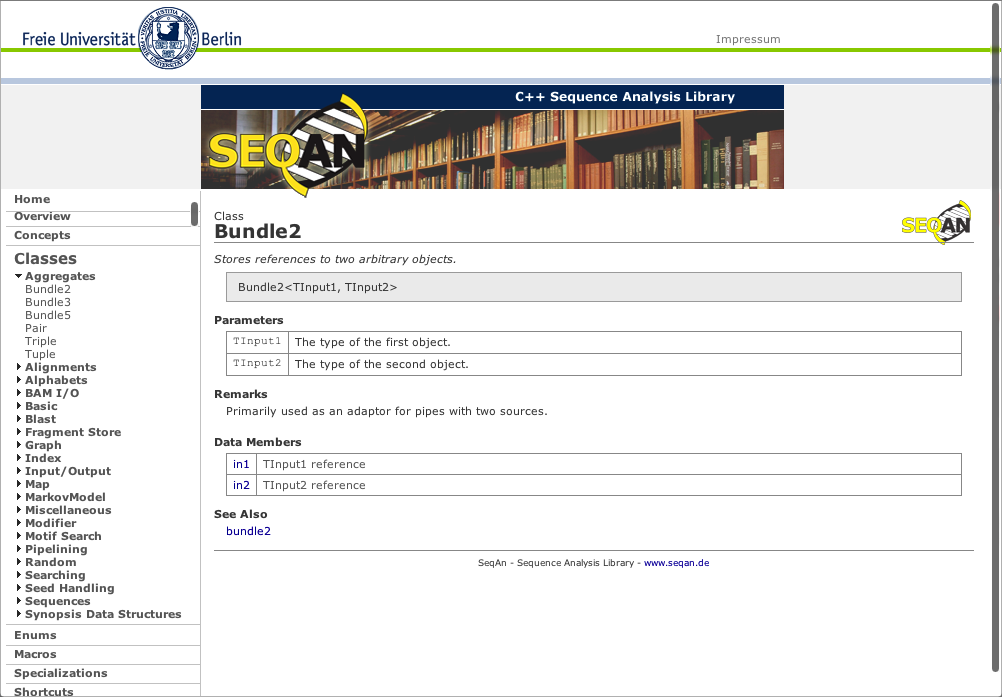 Freie Universität Berlin
Impressum
C++ Sequence Analysis Library
SEQAN
Home
Overview
Concepts
Classes
Aggregates
Bundle2
Bundle3
Bundle5
Pair
Triple
Tuple
Alignments
Alphabets
BAM I/O
Basic
Blast
Fragment Store
Graph
Index
Input/Output
Map
MarkovModel
Miscellaneous
Modifier
Motif Search
Pipelining
Random
Searching
Seed Handling
Sequences
Synopsis Data Structures
Enums
Macros
Specializations
Shortcuts
Class
Bundle2
SEQAN
Stores references to two arbitrary objects.
Bundle2<TInput1, TInput2>
Parameters
TInput1 The type of the first object.
TInput2 The type of the second object.
Remarks
Primarily used as an adaptor for pipes with two sources.
Data Members
in1 TInput1 reference
in2 TInput2 reference
See Also
bundle2
SeqAn - Sequence Analysis Library - www.seqan.de